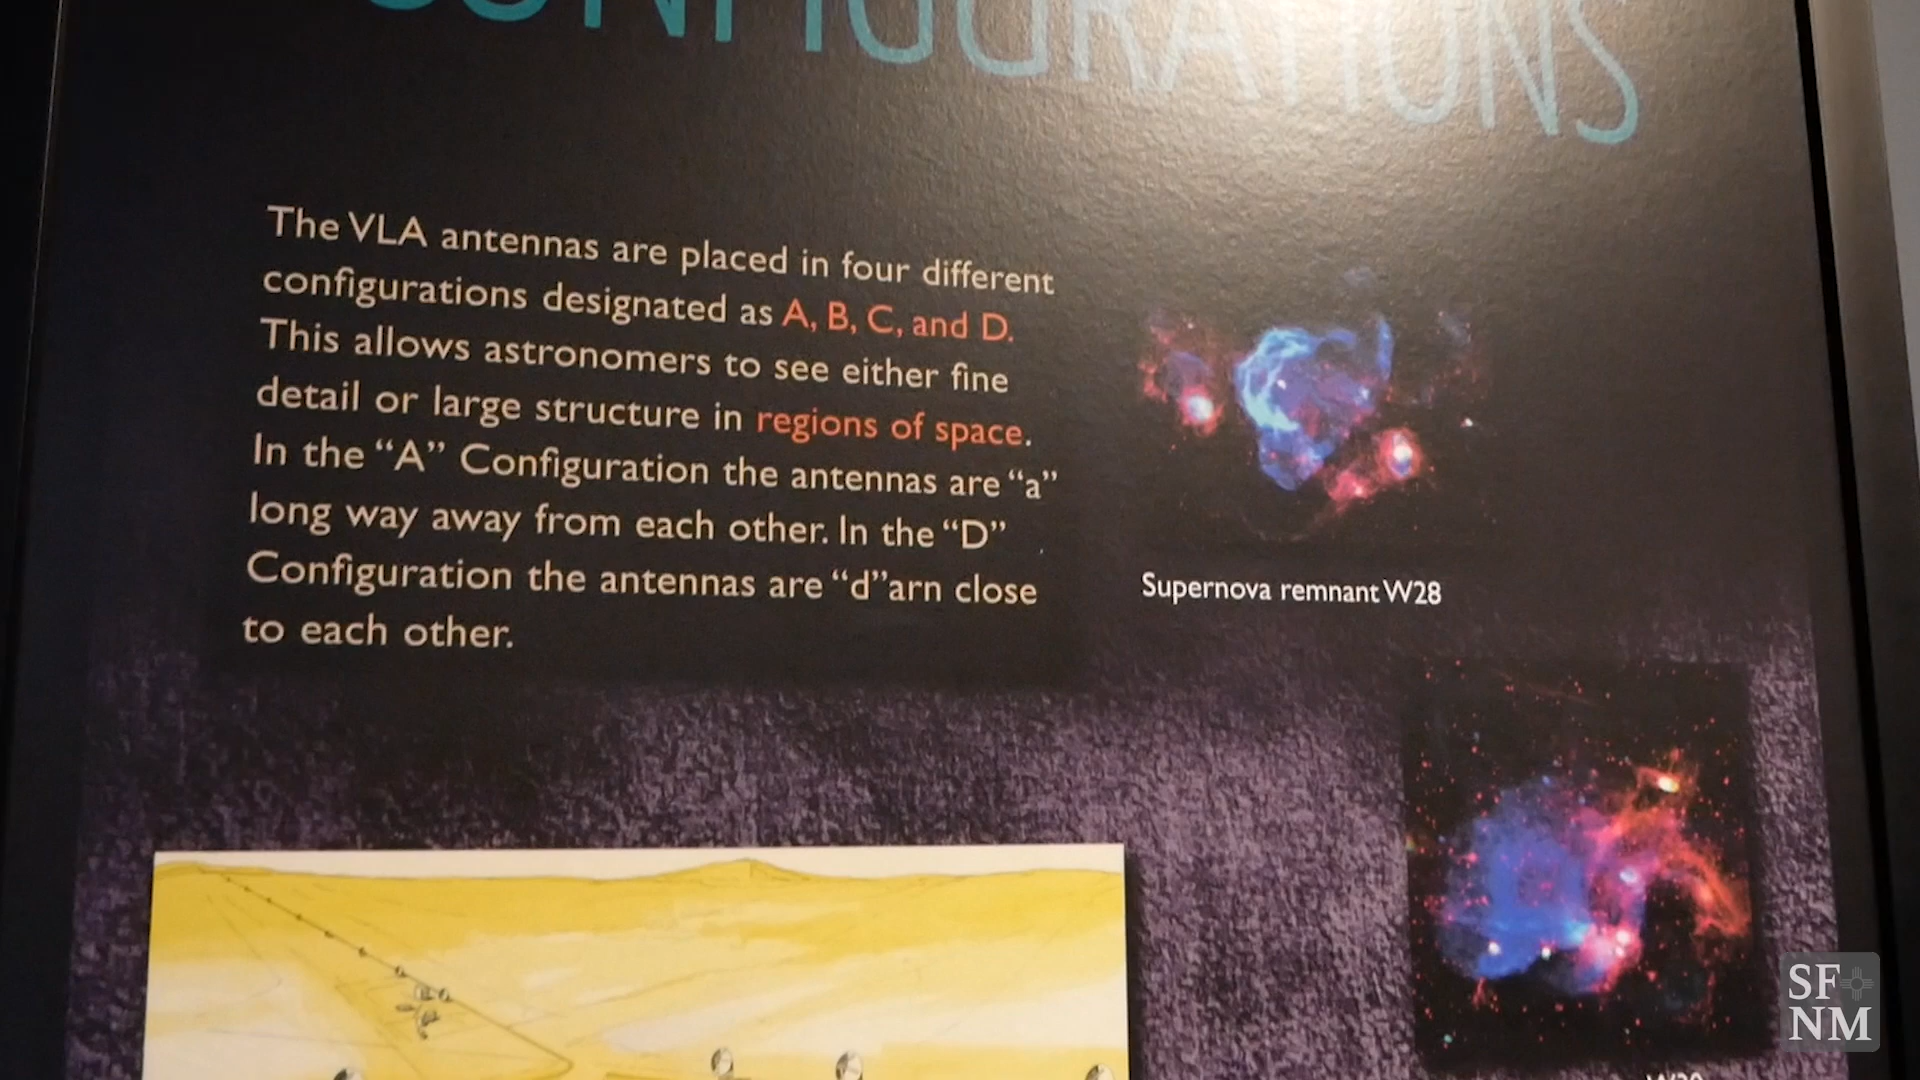 CONFIGURATIONS
The VLA antennas are placed in four different
configurations designated as A, B, C, and D.
This allows astronomers to see either fine
detail or large structure in regions of space.
In the “A” Configuration the antennas are “a”
long way away from each other. In the “D”
Configuration the antennas are “d”arn close
to each other.
Supernova remnant W28
SF
NM